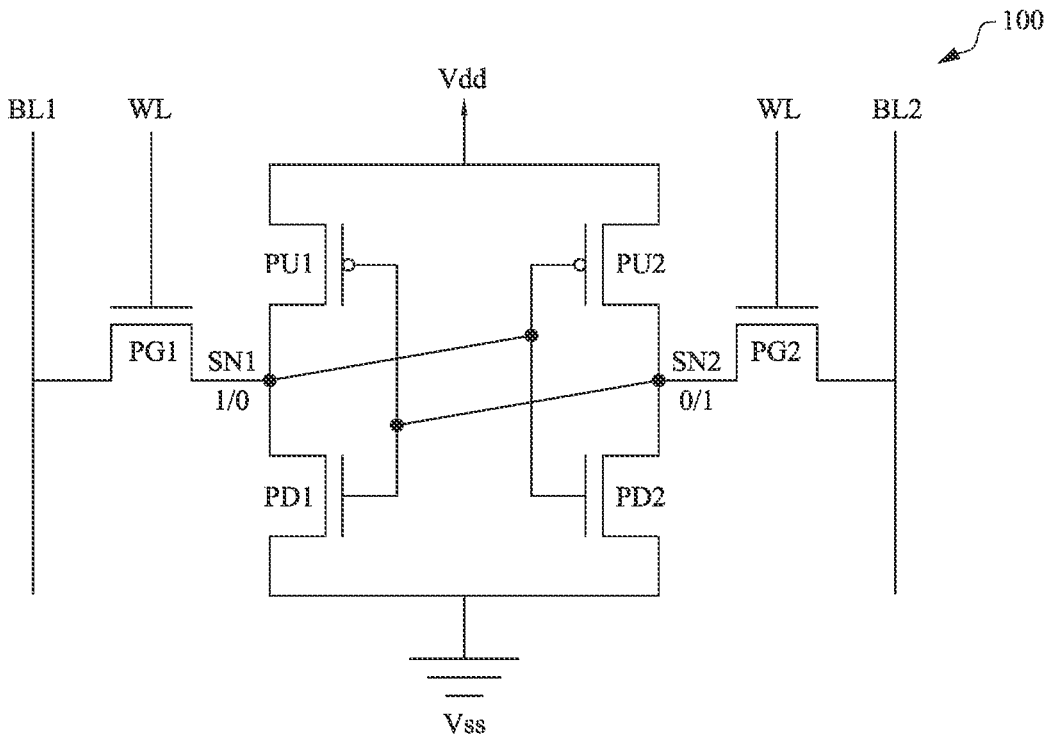 100
Vdd
BL1
WL
WL
BL2
PU1
PU2
PG1
SN1
SN2
PG2
1/0
0/1
PD1
PD2
Vss